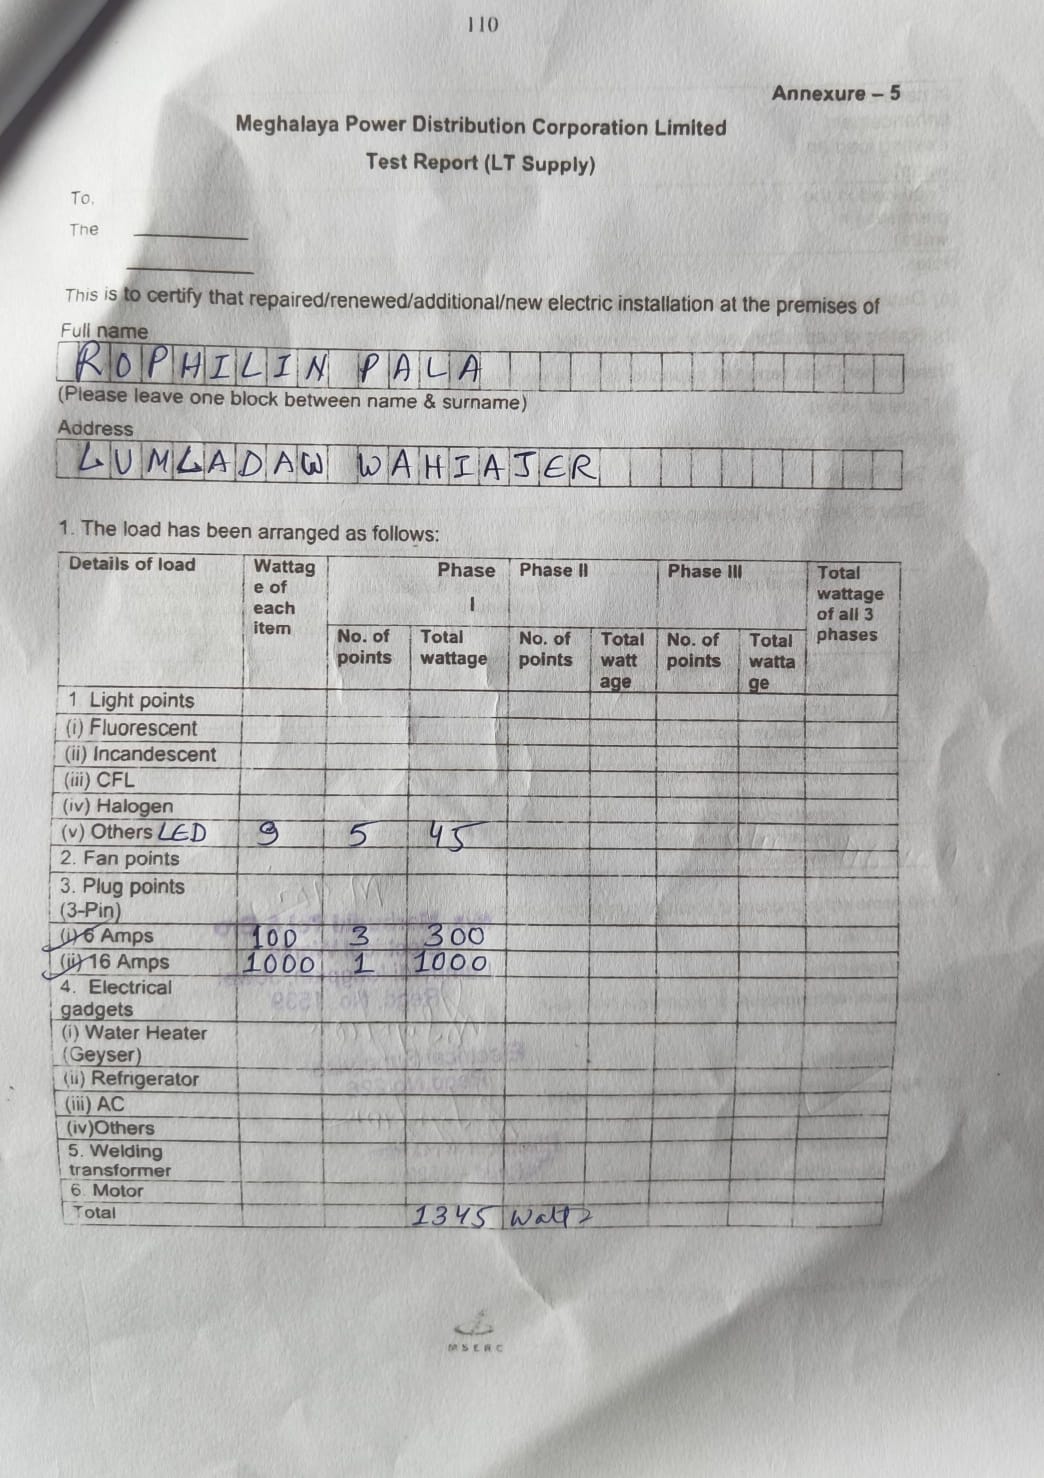 110
Annexure – 5
Meghalaya Power Distribution Corporation Limited
Test Report (LT Supply)
To,
The
This is to certify that repaired/renewed/additional/new electric installation at the premises of
Full name
ROPHILIN PALA
(Please leave one block between name & surname)
Address
LUMLADAW WAHIAJER
1. The load has been arranged as follows:
Details of load Wattag e of each item Phase I Phase II Phase III Total wattage of all 3 phases
No. of points Total wattage No. of points Total watt age No. of points Total watta ge
1 Light points
(i) Fluorescent
(ii) Incandescent
(iii) CFL
(iv) Halogen
(v) Others LED 9 5 45
2. Fan points
3. Plug points
(3-Pin)
(i) 6 Amps 100 3 300
(ii) 16 Amps 1000 1 1000
4. Electrical
gadgets
(i) Water Heater
(Geyser)
(ii) Refrigerator
(iii) AC
(iv)Others
5. Welding
transformer
6. Motor
Total 1345 Watts
MSERC